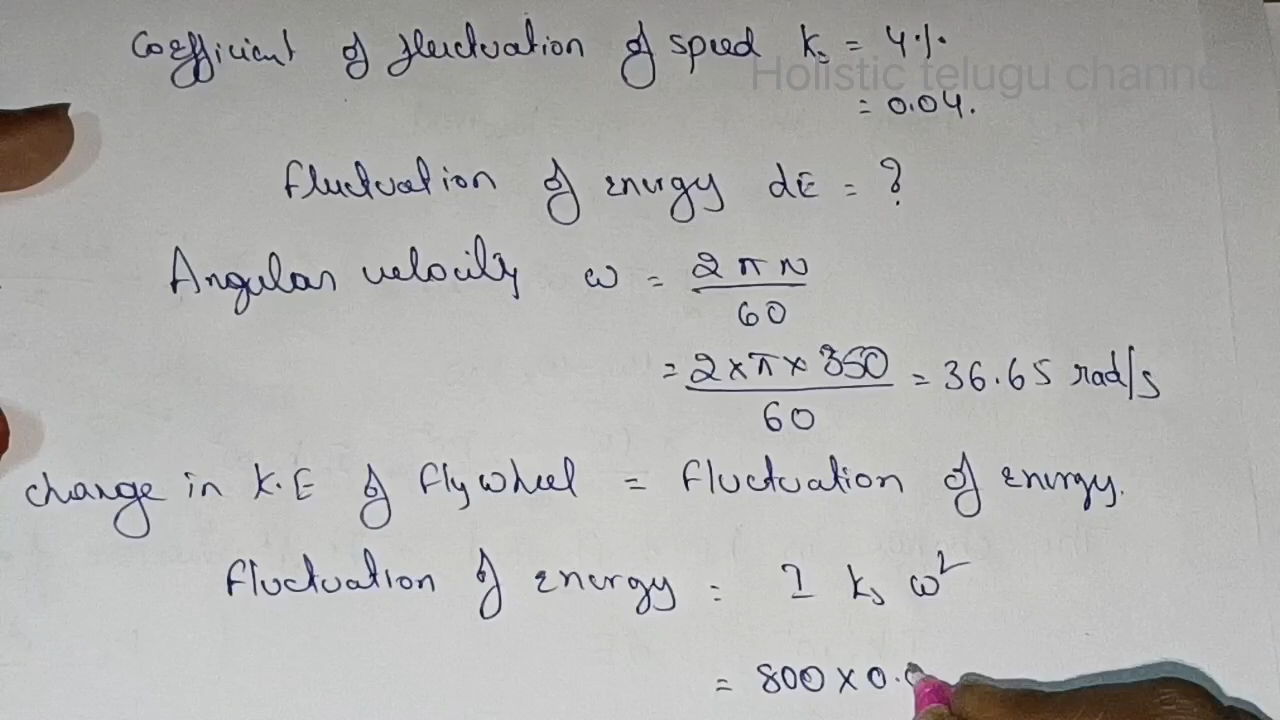 Coefficient of fluctuation of speed Ks = 4%
Holistic telugu channe
= 0.04.
Fluctuation of energy dE = ?
Angular velocity ω = 2πN / 60
= 2×π×350 / 60 = 36.65 rad/s
Change in K.E of flywheel = Fluctuation of energy.
Fluctuation of energy = I Ks ω²
= 800 × 0.0